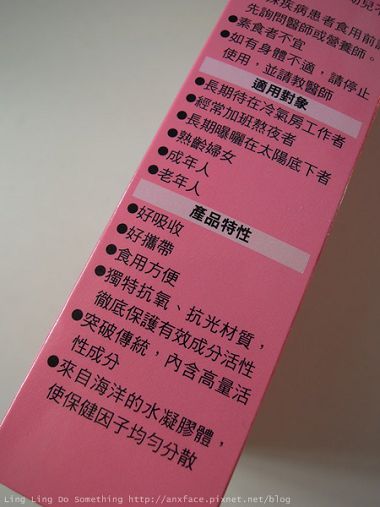 疾病患者食用前
先詢問醫師或營養師。
●素食者不宜
●如有身體不適，請停止
使用，並請教醫師
適用對象
●長期待在冷氣房工作者
●經常加班熬夜者
●長期曝曬在太陽底下者
●熟齡婦女
●成年人
●老年人
產品特性
●好吸收
●好攜帶
●食用方便
●獨特抗氧、抗光材質，
徹底保護有效成分活性
●突破傳統，內含高量活
性成分
●來自海洋的水凝膠體，
使保健因子均勻分散
Ling Ling Do Something http://anxface.pixnet.net/blog